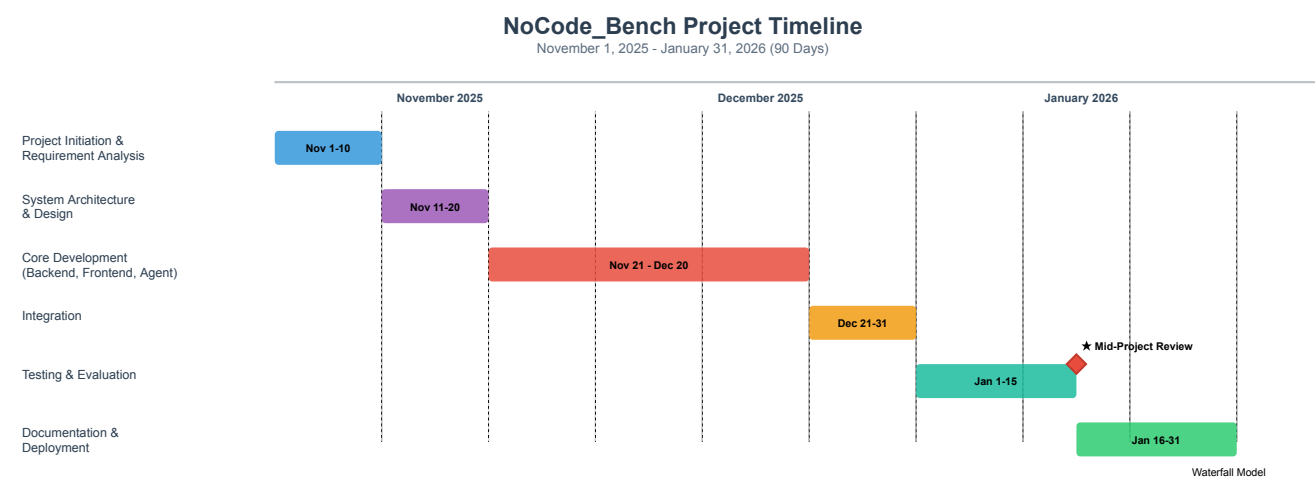 NoCode_Bench Project Timeline
November 1, 2025 - January 31, 2026 (90 Days)
November 2025
December 2025
January 2026
Project Initiation &
Requirement Analysis
Nov 1-10
System Architecture
& Design
Nov 11-20
Core Development
(Backend, Frontend, Agent)
Nov 21 - Dec 20
Integration
Dec 21-31
★ Mid-Project Review
Testing & Evaluation
Jan 1-15
Documentation &
Deployment
Jan 16-31
Waterfall Model